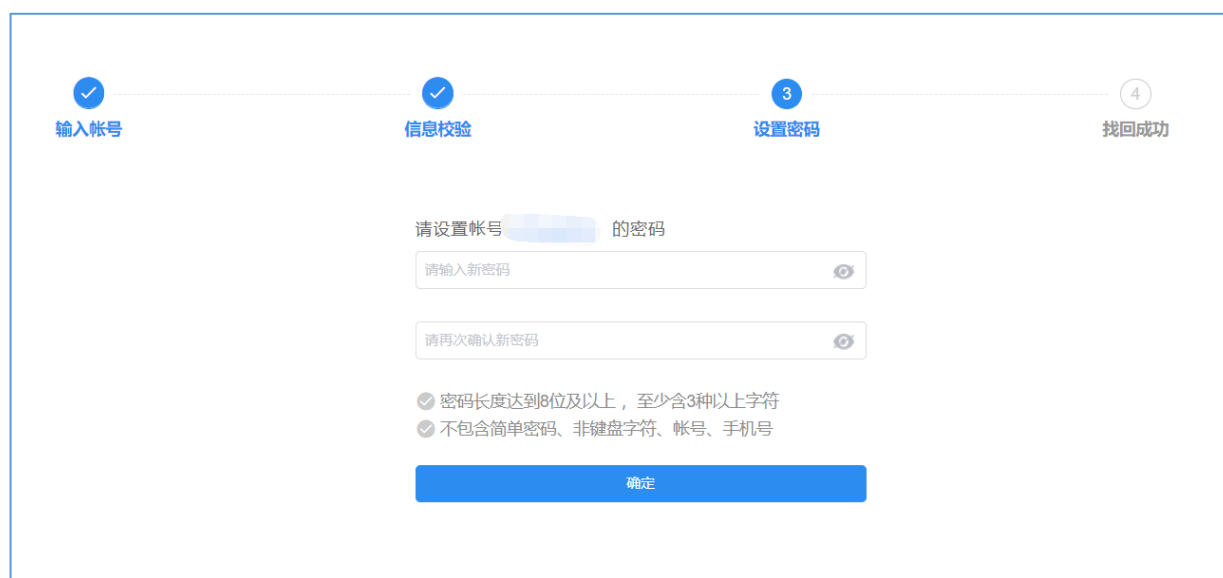 3
4
输入帐号
信息校验
设置密码
找回成功
请设置帐号 的密码
请输入新密码
请再次确认新密码
密码长度达到8位及以上，至少含3种以上字符
不包含简单密码、非键盘字符、帐号、手机号
确定